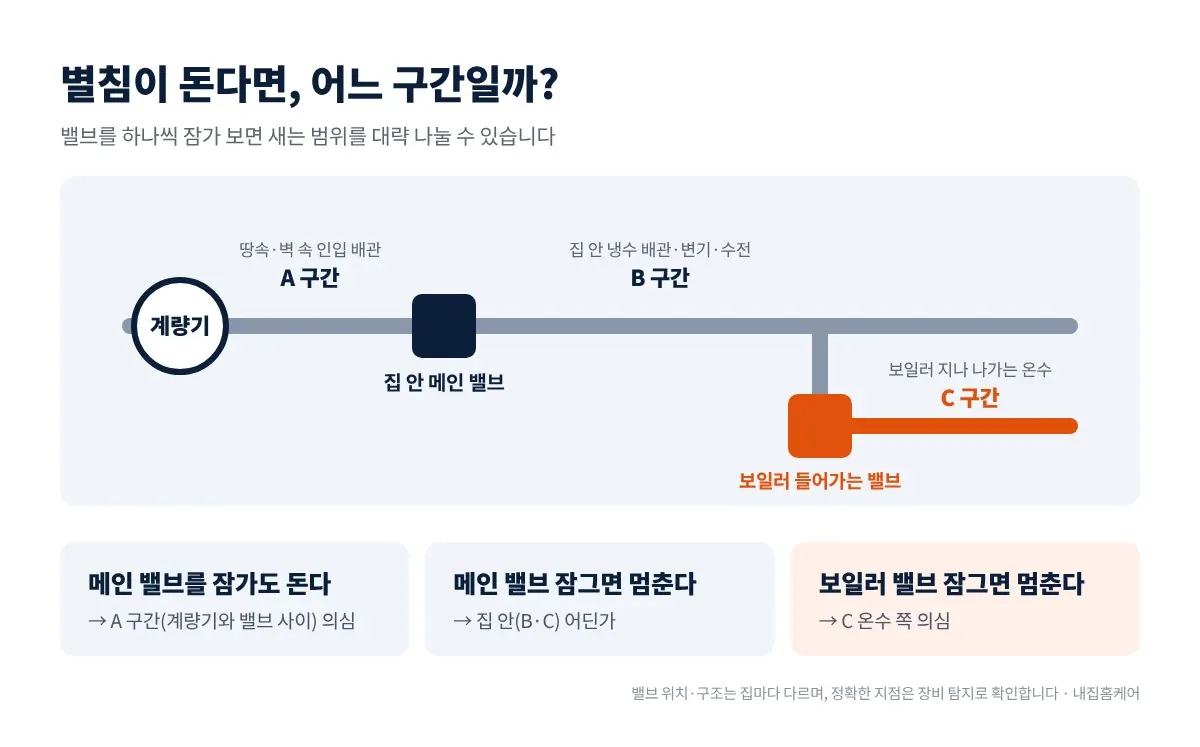 별침이 돈다면, 어느 구간일까?
밸브를 하나씩 잠가 보면 새는 범위를 대략 나눌 수 있습니다
땅속·벽 속 인입 배관
A 구간
집 안 냉수 배관·변기·수전
B 구간
계량기
집 안 메인 밸브
보일러 지나 나가는 온수
C 구간
보일러 들어가는 밸브
메인 밸브를 잠가도 돈다
→ A 구간(계량기와 밸브 사이) 의심
메인 밸브 잠그면 멈춘다
→ 집 안(B·C) 어딘가
보일러 밸브 잠그면 멈춘다
→ C 온수 쪽 의심
밸브 위치·구조는 집마다 다르며, 정확한 지점은 장비 탐지로 확인합니다 · 내집홈케어